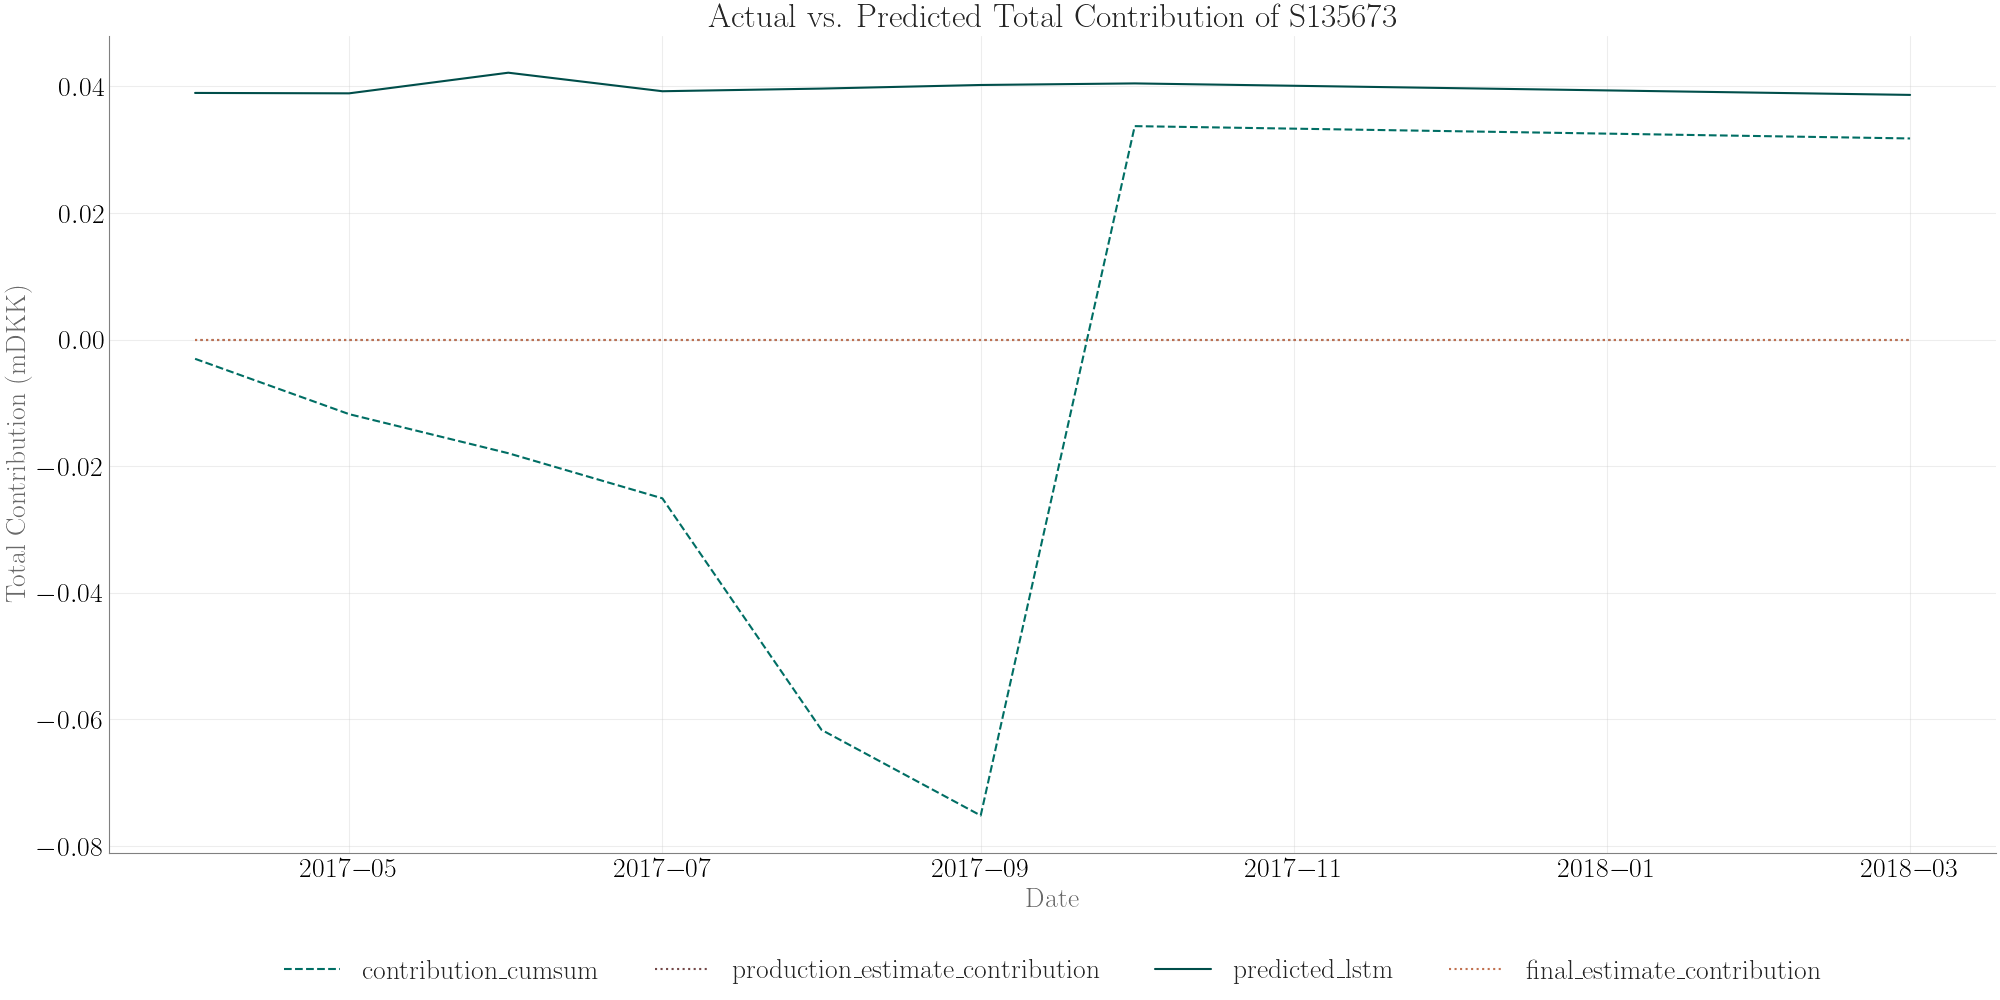 Actual vs. Predicted Total Contribution of S135673
Total Contribution (mDKK)
0.04
0.02
0.00
−0.02
−0.04
−0.06
−0.08
2017−05 2017−07 2017−09 2017−11 2018−01 2018−03
Date
contribution_cumsum production_estimate_contribution predicted_lstm final_estimate_contribution